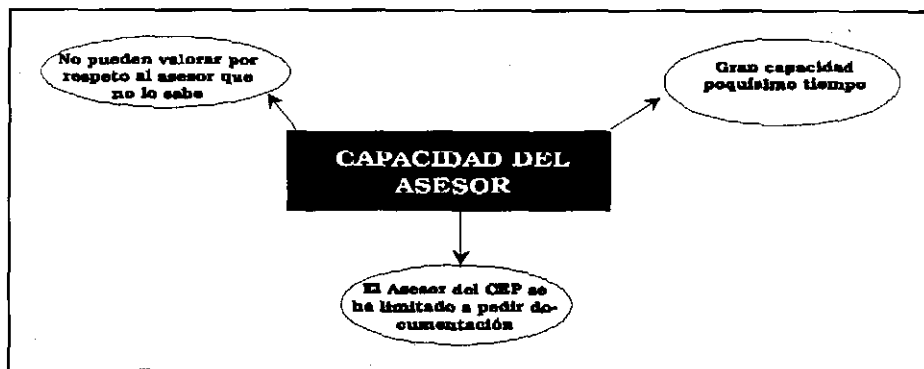 No pueden valorar por
respeto al asesor que
no lo sabe
Gran capacidad
poquísimo tiempo
CAPACIDAD DEL
ASESOR
El Asesor del CEP se
ha limitado a pedir do-
cumentación